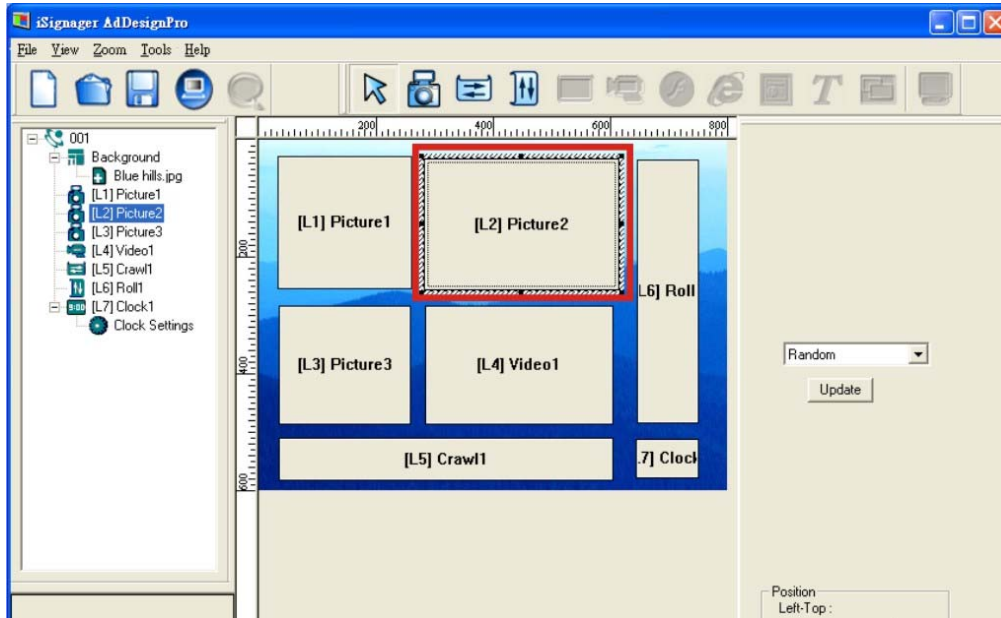 iSignager AdDesignPro
File View Zoom Tools Help
001
Background
Blue hills.jpg
[L1] Picture1
[L2] Picture2
[L3] Picture3
[L4] Video1
[L5] Crawl1
[L6] Roll1
9:00 [L7] Clock1
Clock Settings
200 400 600 800
200
400
600
[L1] Picture1
[L2] Picture2
L6] Roll
[L3] Picture3
[L4] Video1
[L5] Crawl1
.7] Clock
Random
Update
Position
Left-Top :